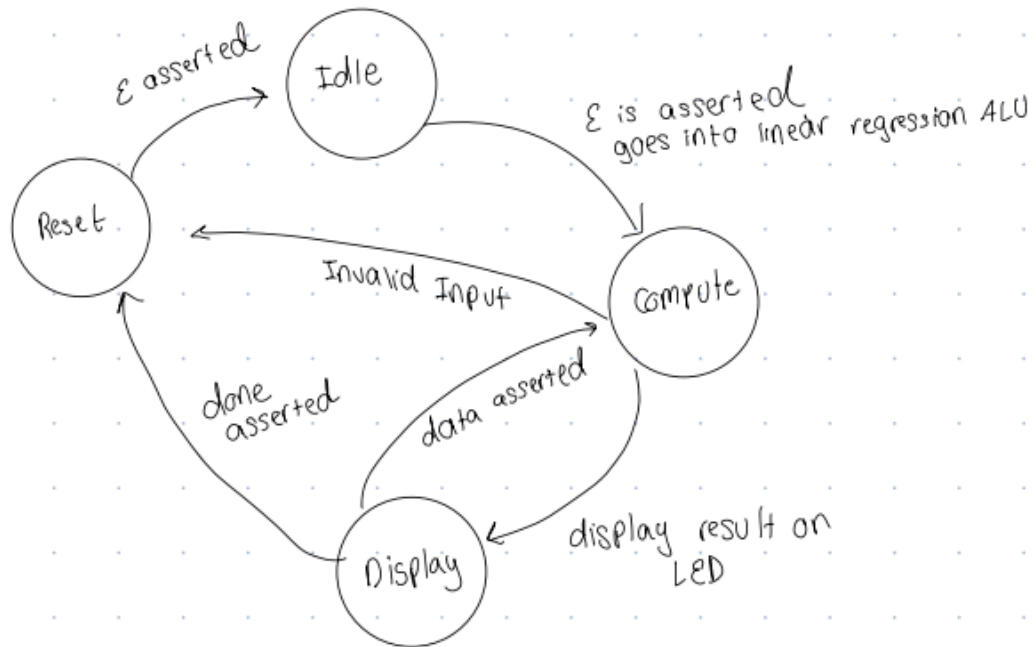 Ɛ asserted
Idle
Ɛ is asserted
goes into linear regression ALU
Reset
Invalid Input
Compute
done
asserted
data asserted
display result on
LED
Display